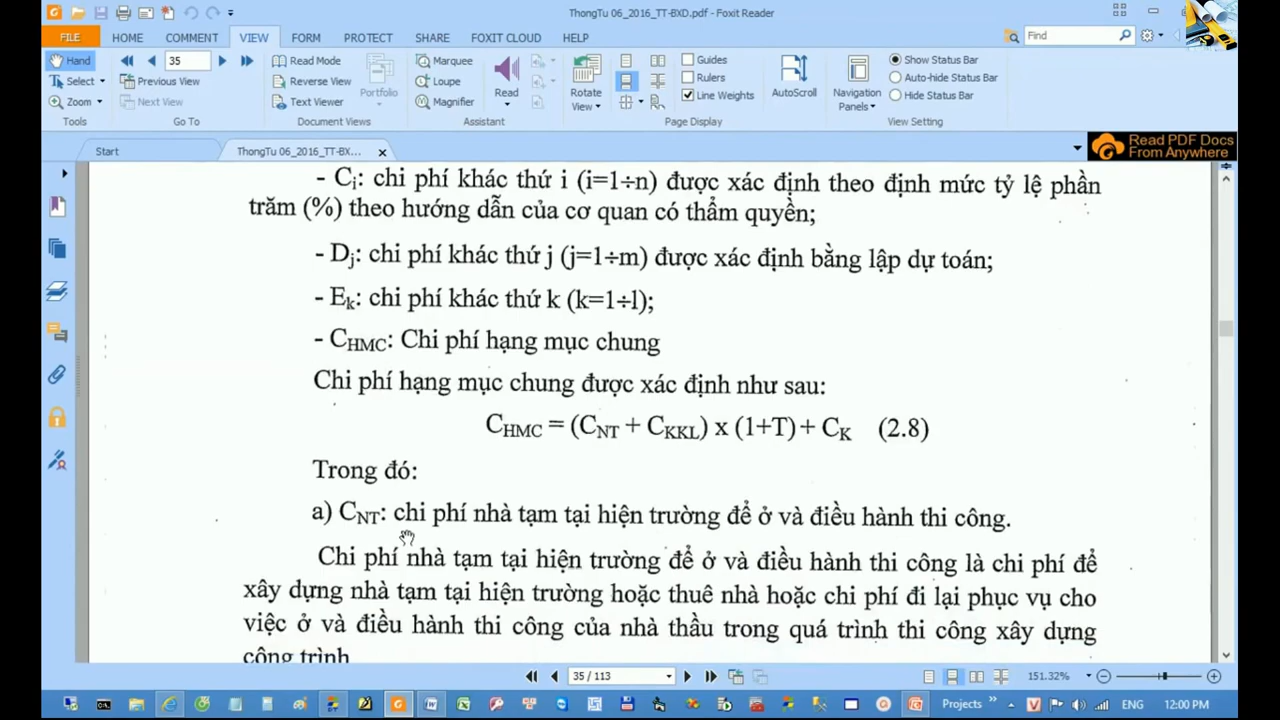 ThongTu 06_2016_TT-BXD.pdf - Foxit Reader
FILE HOME COMMENT VIEW FORM PROTECT SHARE FOXIT CLOUD HELP Find
Hand 35 Read Mode Marquee Guides Show Status Bar
Select Previous View Reverse View Loupe Rulers Auto-hide Status Bar
Zoom Next View Text Viewer Portfolio Magnifier Read Rotate View Line Weights AutoScroll Navigation Panels Hide Status Bar
Tools Go To Document Views Assistant Page Display View Setting
Start ThongTu 06_2016_TT-BX... Read PDF Docs
From Anywhere
- Ci: chi phí khác thứ i (i=1÷n) được xác định theo định mức tỷ lệ phần
trăm (%) theo hướng dẫn của cơ quan có thẩm quyền;
- Dj: chi phí khác thứ j (j=1÷m) được xác định bằng lập dự toán;
- Ek: chi phí khác thứ k (k=1÷l);
- CHMC: Chi phí hạng mục chung
Chi phí hạng mục chung được xác định như sau:
CHMC = (CNT + CKKL) x (1+T) + CK (2.8)
Trong đó:
a) CNT: chi phí nhà tạm tại hiện trường để ở và điều hành thi công.
Chi phí nhà tạm tại hiện trường để ở và điều hành thi công là chi phí để
xây dựng nhà tạm tại hiện trường hoặc thuê nhà hoặc chi phí đi lại phục vụ cho
việc ở và điều hành thi công của nhà thầu trong quá trình thi công xây dựng
công trình
35 / 113 151.32%
Projects ENG 12:00 PM